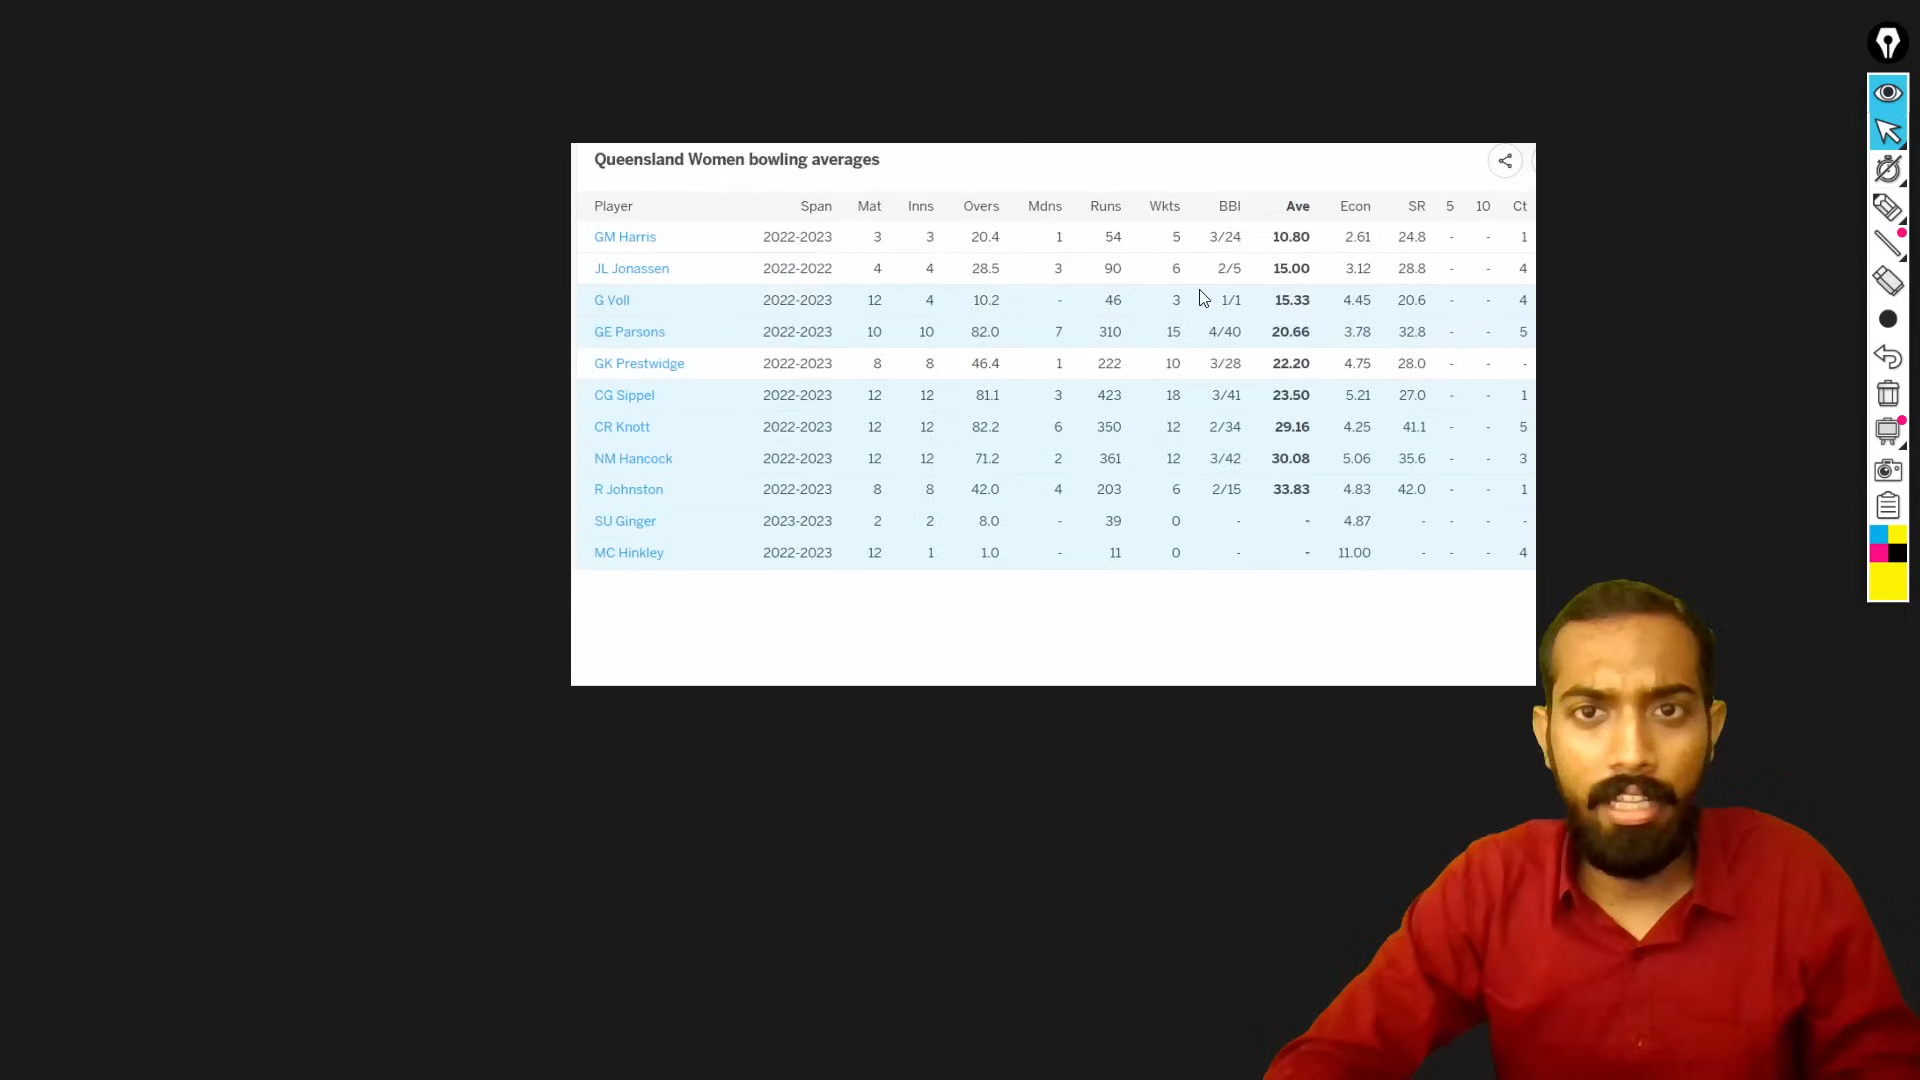 Queensland Women bowling averages
Player Span Mat Inns Overs Mdns Runs Wkts BBI Ave Econ SR 5 10 Ct
GM Harris 2022-2023 3 3 20.4 1 54 5 3/24 10.80 2.61 24.8 - - 1
JL Jonassen 2022-2022 4 4 28.5 3 90 6 2/5 15.00 3.12 28.8 - - 4
G Voll 2022-2023 12 4 10.2 - 46 3 1/1 15.33 4.45 20.6 - - 4
GE Parsons 2022-2023 10 10 82.0 7 310 15 4/40 20.66 3.78 32.8 - - 5
GK Prestwidge 2022-2023 8 8 46.4 1 222 10 3/28 22.20 4.75 28.0 - - -
CG Sippel 2022-2023 12 12 81.1 3 423 18 3/41 23.50 5.21 27.0 - - 1
CR Knott 2022-2023 12 12 82.2 6 350 12 2/34 29.16 4.25 41.1 - - 5
NM Hancock 2022-2023 12 12 71.2 2 361 12 3/42 30.08 5.06 35.6 - - 3
R Johnston 2022-2023 8 8 42.0 4 203 6 2/15 33.83 4.83 42.0 - - 1
SU Ginger 2023-2023 2 2 8.0 - 39 0 - - 4.87 - - - -
MC Hinkley 2022-2023 12 1 1.0 - 11 0 - - 11.00 - - - 4